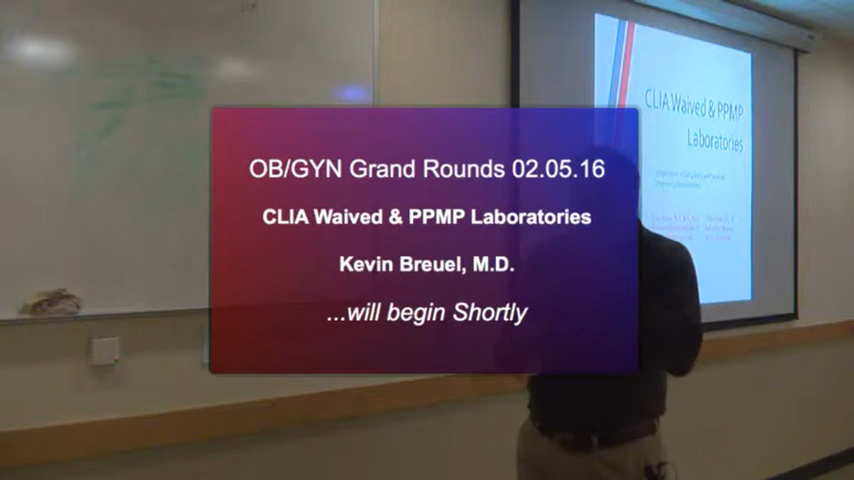 OB/GYN Grand Rounds 02.05.16
CLIA Waived & PPMP Laboratories
Kevin Breuel, M.D.
...will begin Shortly
CLIA Waived & PPMP
Laboratories